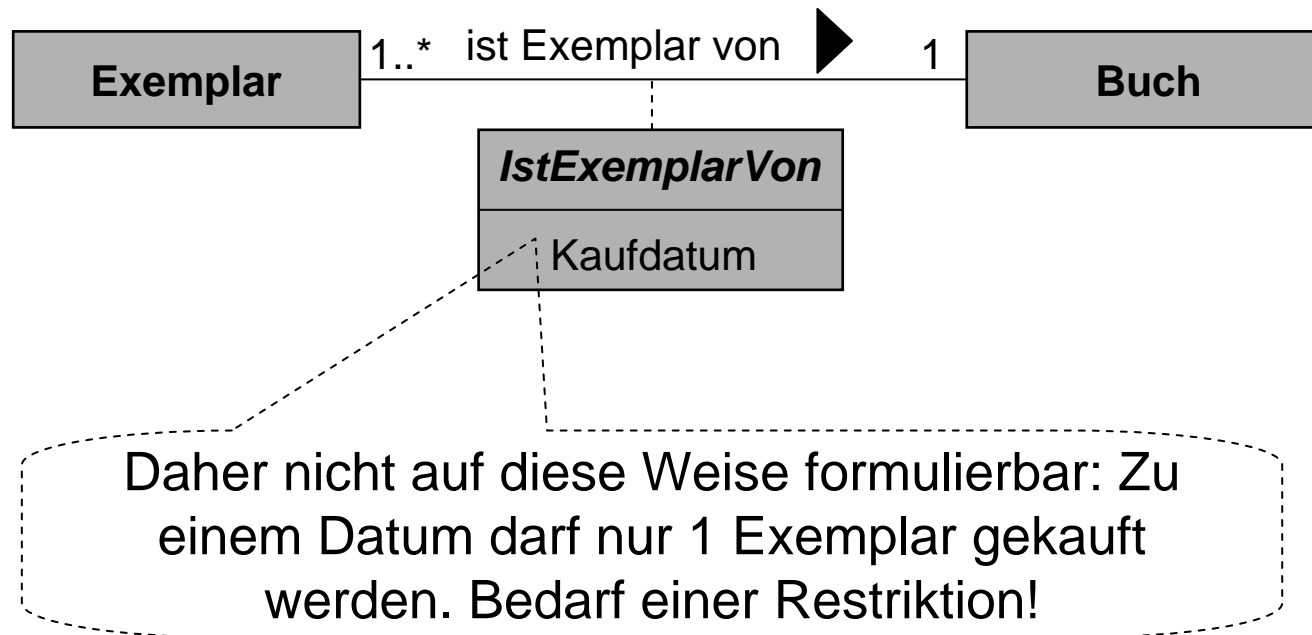 1..* ist Exemplar von 1
Exemplar
Buch
IstExemplarVon
Kaufdatum
Daher nicht auf diese Weise formulierbar: Zu
einem Datum darf nur 1 Exemplar gekauft
werden. Bedarf einer Restriktion!